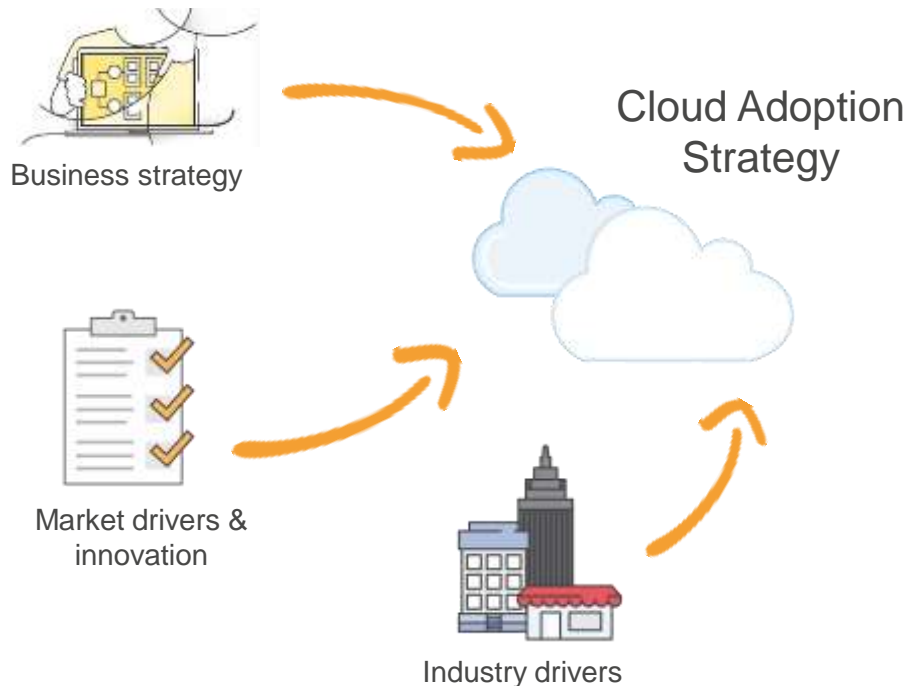 Cloud Adoption
Strategy
Business strategy
Market drivers &
innovation
Industry drivers